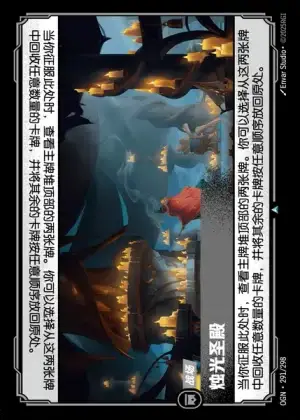 当你征服此处时，查看主牌堆顶部的两张牌。你可以选择从这两张牌
中回收任意数量的卡牌，并将其余的卡牌按任意顺序放回原处。
战场
烛光圣殿
当你征服此处时，查看主牌堆顶部的两张牌。你可以选择从这两张牌
中回收任意数量的卡牌，并将其余的卡牌按任意顺序放回原处。
OGN • 291/298
Envar Studio • ©2025RGI